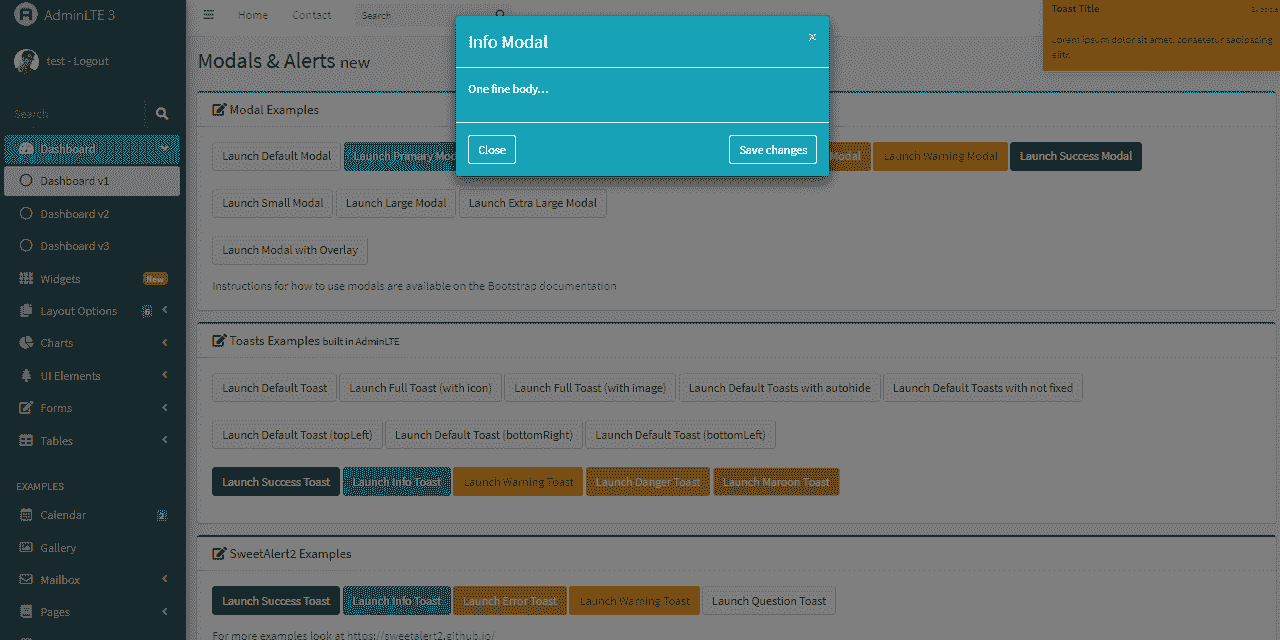 AdminLTE 3
Home Contact Search
Toast Title
Lorem ipsum dolor sit amet, consetetur sadipscing
elitr.
test - Logout
Modals & Alerts new
Info Modal ×
One fine body...
Close Save changes
Search
Modal Examples
Dashboard
Launch Default Modal Launch Primary Modal Launch Warning Modal Launch Success Modal
Dashboard v1
Launch Small Modal Launch Large Modal Launch Extra Large Modal
Dashboard v2
Dashboard v3
Launch Modal with Overlay
Widgets New
Instructions for how to use modals are available on the Bootstrap documentation
Layout Options 6
Toasts Examples built in AdminLTE
Charts
UI Elements
Launch Default Toast Launch Full Toast (with icon) Launch Full Toast (with image) Launch Default Toasts with autohide Launch Default Toasts with not fixed
Forms
Launch Default Toast (topLeft) Launch Default Toast (bottomRight) Launch Default Toast (bottomLeft)
Tables
Launch Success Toast Launch Info Toast Launch Warning Toast Launch Danger Toast Launch Maroon Toast
EXAMPLES
Calendar 2
Gallery
SweetAlert2 Examples
Mailbox
Launch Success Toast Launch Info Toast Launch Error Toast Launch Warning Toast Launch Question Toast
Pages
For more examples look at https://sweetalert2.github.io/